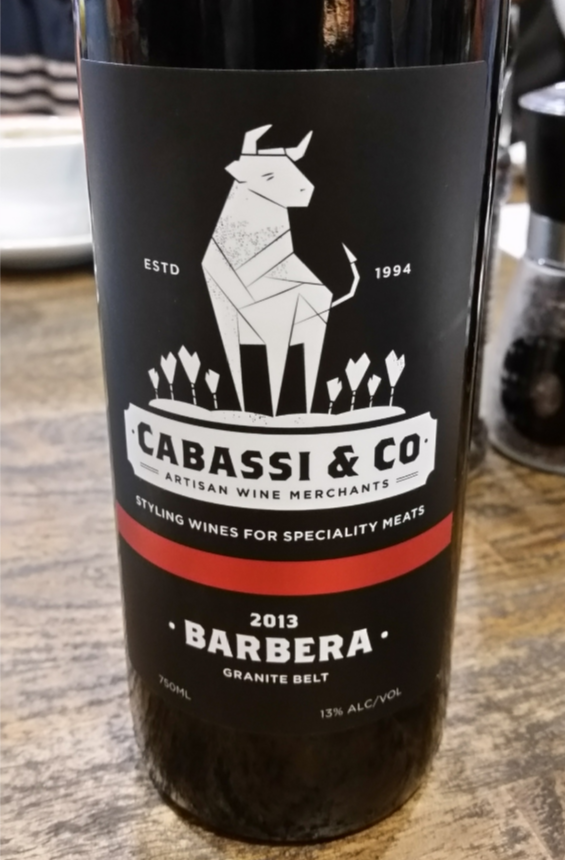 ESTD 1994
·CABASSI & CO·
ARTISAN WINE MERCHANTS
STYLING WINES FOR SPECIALITY MEATS
2013
· BARBERA ·
GRANITE BELT
750ML
13% ALC/VOL